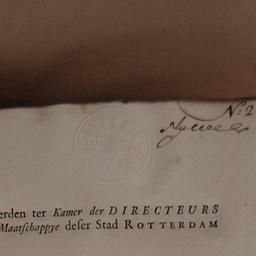 N:º 2
erden ter Kamer der DIRECTEURS
Maatſchappye deſer Stad ROTTERDAM